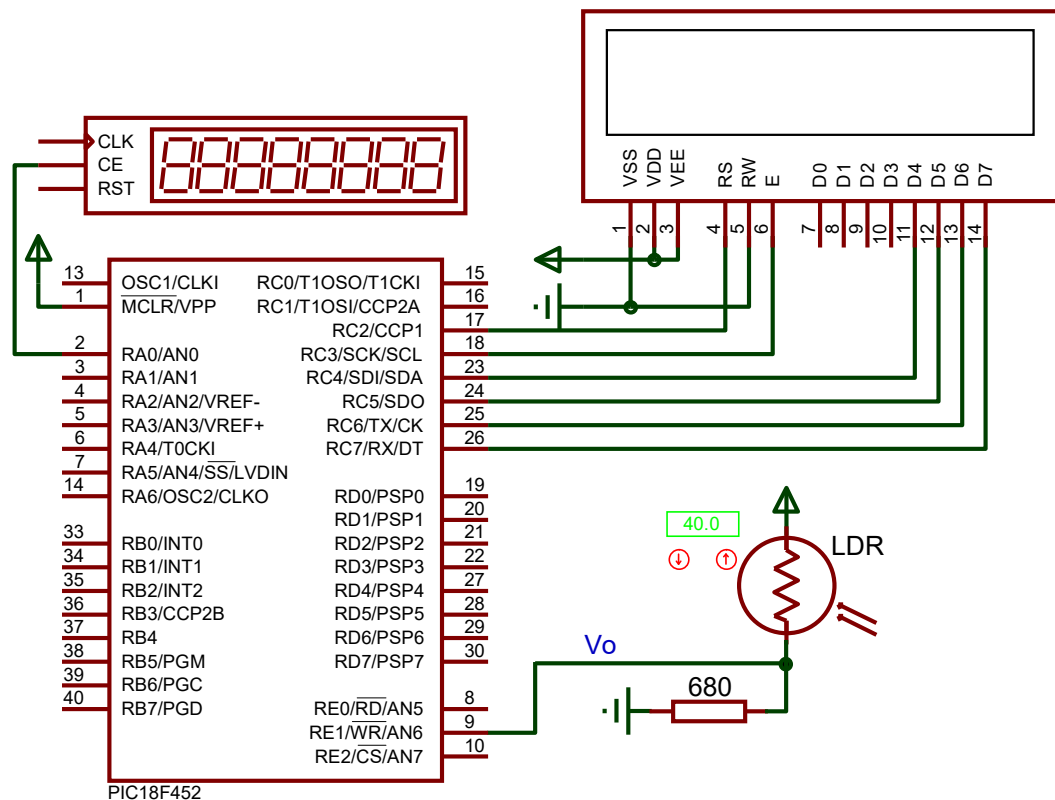 VSS
VDD
VEE
RS
RW
E
D0
D1
D2
D3
D4
D5
D6
D7
1
2
3
4
5
6
7
8
9
10
11
12
13
14
CLK
CE
RST
13
OSC1/CLKI
1
MCLR/VPP
2
RA0/AN0
3
RA1/AN1
4
RA2/AN2/VREF-
5
RA3/AN3/VREF+
6
RA4/T0CKI
7
RA5/AN4/SS/LVDIN
14
RA6/OSC2/CLKO
33
RB0/INT0
34
RB1/INT1
35
RB2/INT2
36
RB3/CCP2B
37
RB4
38
RB5/PGM
39
RB6/PGC
40
RB7/PGD
RC0/T1OSO/T1CKI
15
RC1/T1OSI/CCP2A
16
RC2/CCP1
17
RC3/SCK/SCL
18
RC4/SDI/SDA
23
RC5/SDO
24
RC6/TX/CK
25
RC7/RX/DT
26
RD0/PSP0
19
RD1/PSP1
20
RD2/PSP2
21
RD3/PSP3
22
RD4/PSP4
27
RD5/PSP5
28
RD6/PSP6
29
RD7/PSP7
30
RE0/RD/AN5
8
RE1/WR/AN6
9
RE2/CS/AN7
10
PIC18F452
40.0
LDR
Vo
680